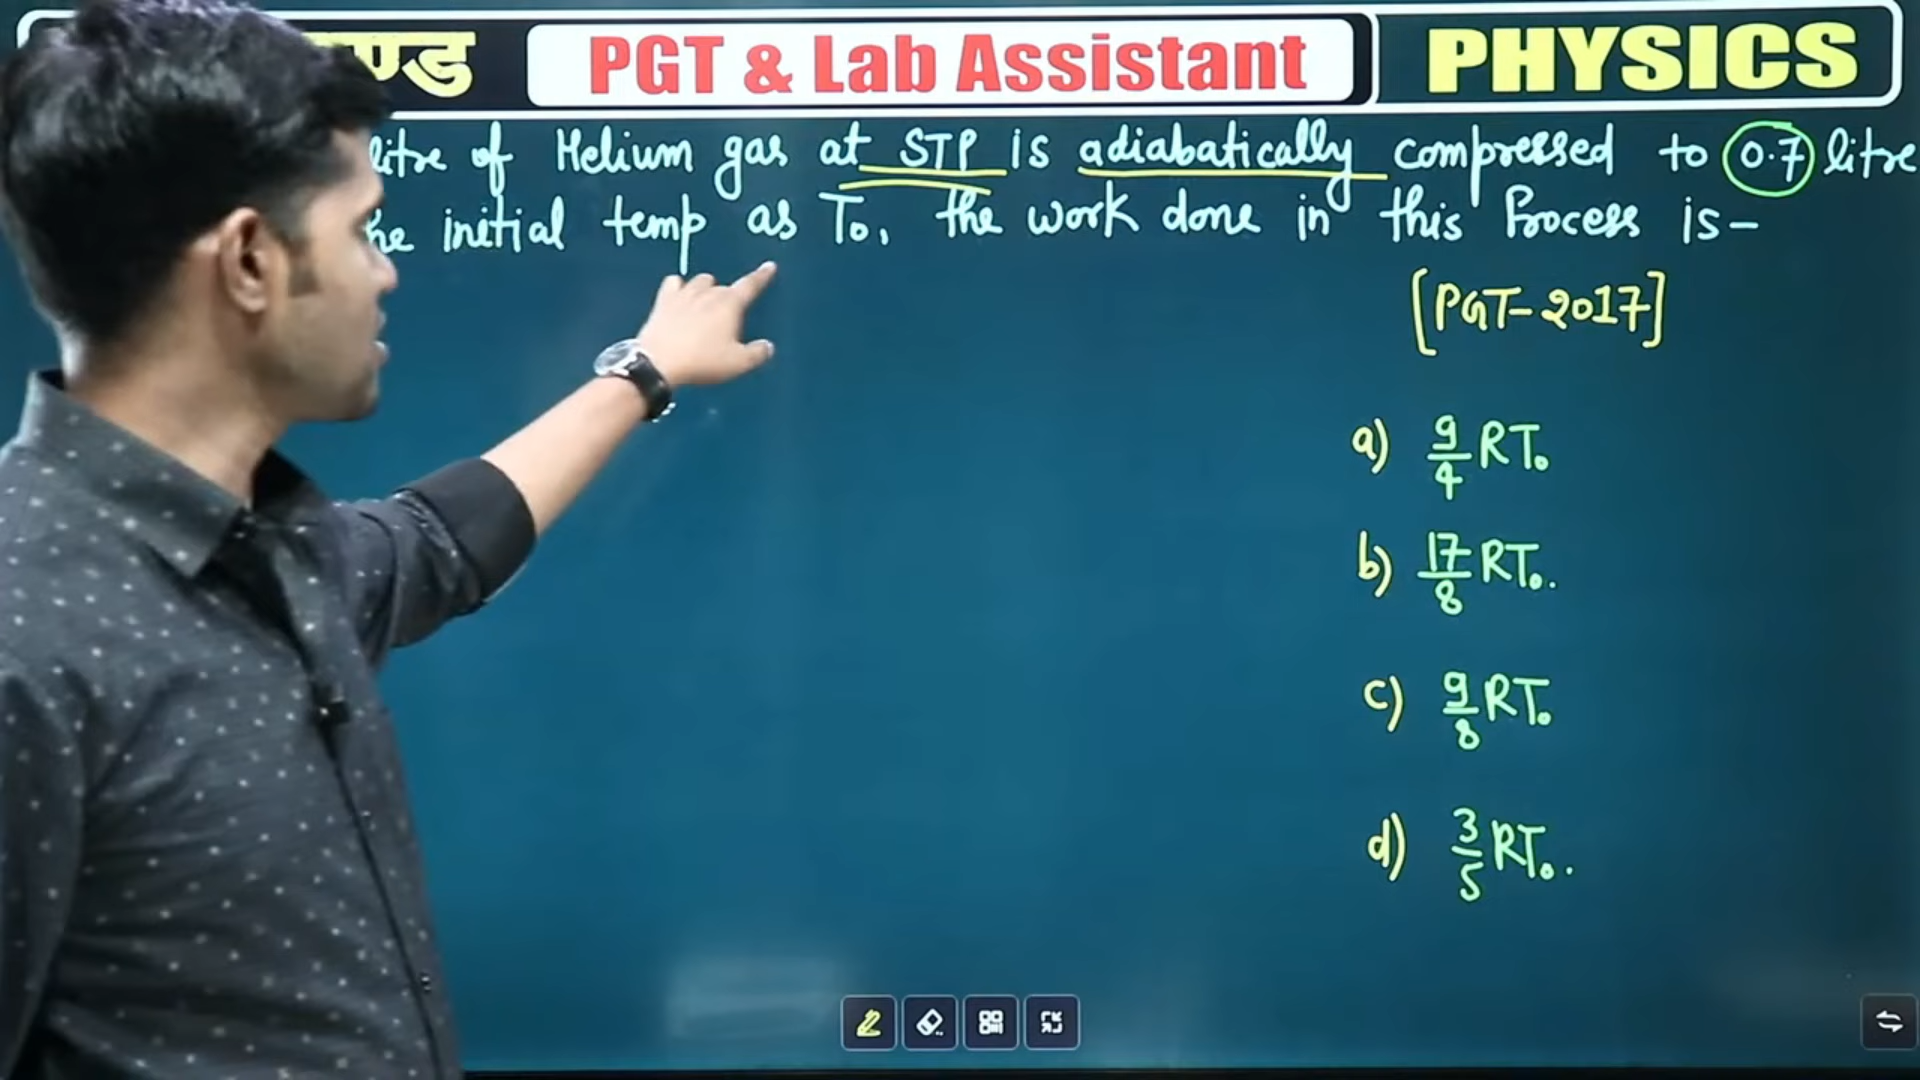 ण्ड PGT & Lab Assistant PHYSICS
litre of Helium gas at STP is adiabatically compressed to 0.7 litre
the initial temp as T₀, the work done in this Process is-
[PGT-2017]
a) 9/4 RT₀
b) 17/8 RT₀.
c) 9/8 RT₀
d) 3/5 RT₀.